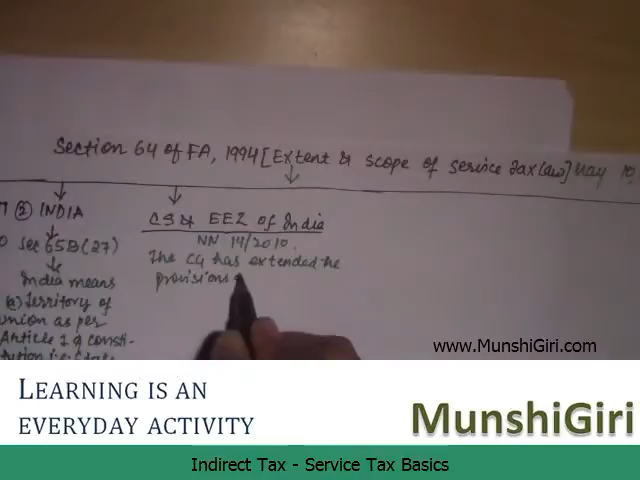 Section 64 of FA, 1994 [Extent & scope of service tax law] May 10,
② INDIA
sec 65B(27)
India means
(a) Territory of
union as per
Article 1 of consti-
tution i.e. state
CS & EEZ of India
NN 14/2010.
The CG has extended the
provisions
www.MunshiGiri.com
LEARNING IS AN
EVERYDAY ACTIVITY
MunshiGiri
Indirect Tax - Service Tax Basics